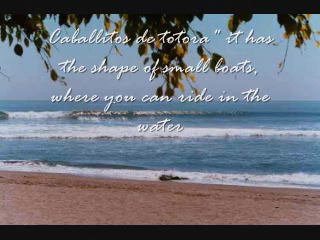 Caballitos de totora" it has
the shape of small boats,
where you can ride in the
water